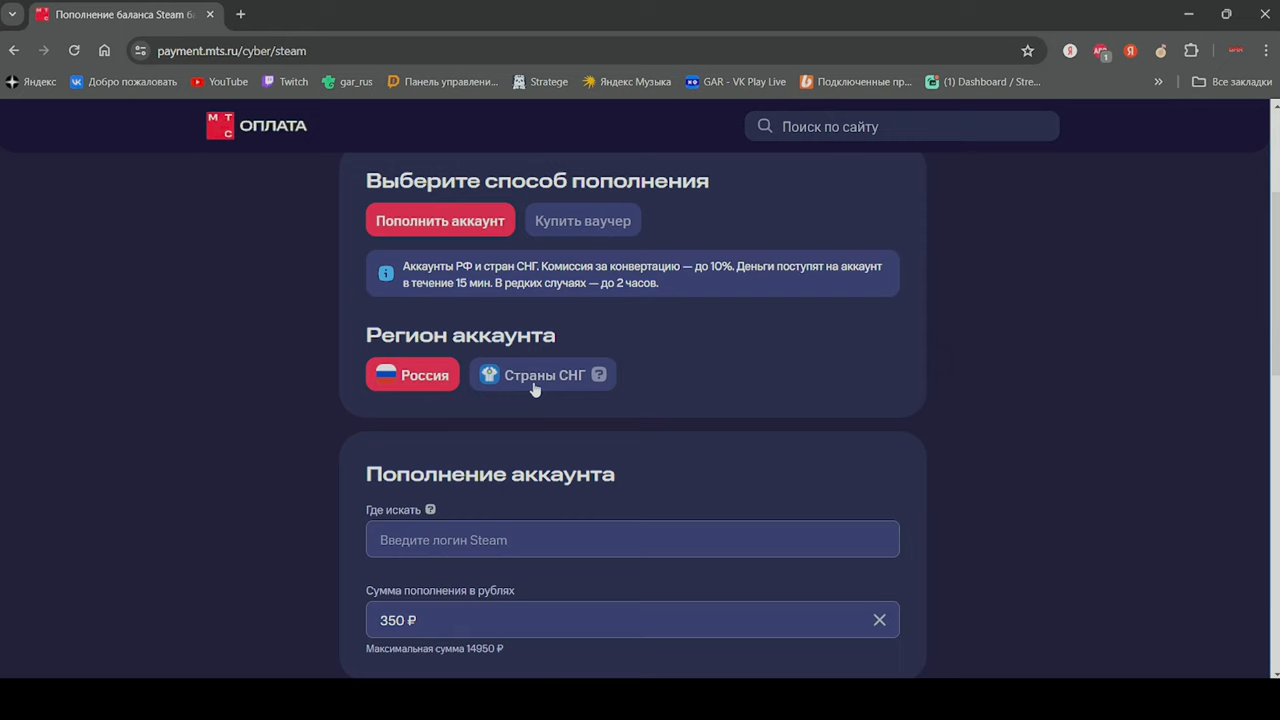 Пополнение баланса Steam б
payment.mts.ru/cyber/steam
Яндекс
Добро пожаловать
YouTube
Twitch
gar_rus
Панель управлени...
Stratege
Яндекс Музыка
GAR - VK Play Live
Подключенные пр...
(1) Dashboard / Stre...
»
Все закладки
МТС ОПЛАТА
Поиск по сайту
Выберите способ пополнения
Пополнить аккаунт
Купить ваучер
Аккаунты РФ и стран СНГ. Комиссия за конвертацию — до 10%. Деньги поступят на аккаунт
в течение 15 мин. В редких случаях — до 2 часов.
Регион аккаунта
Россия
Страны СНГ ?
Пополнение аккаунта
Где искать ?
Введите логин Steam
Сумма пополнения в рублях
350 ₽
Максимальная сумма 14950 ₽